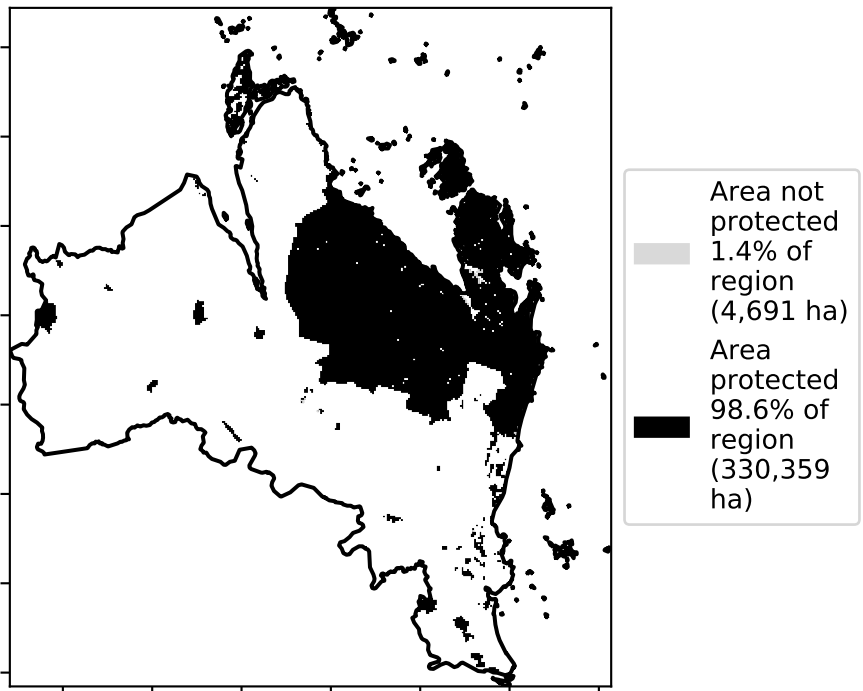 Area not
protected
1.4% of
region
(4,691 ha)
Area
protected
98.6% of
region
(330,359
ha)